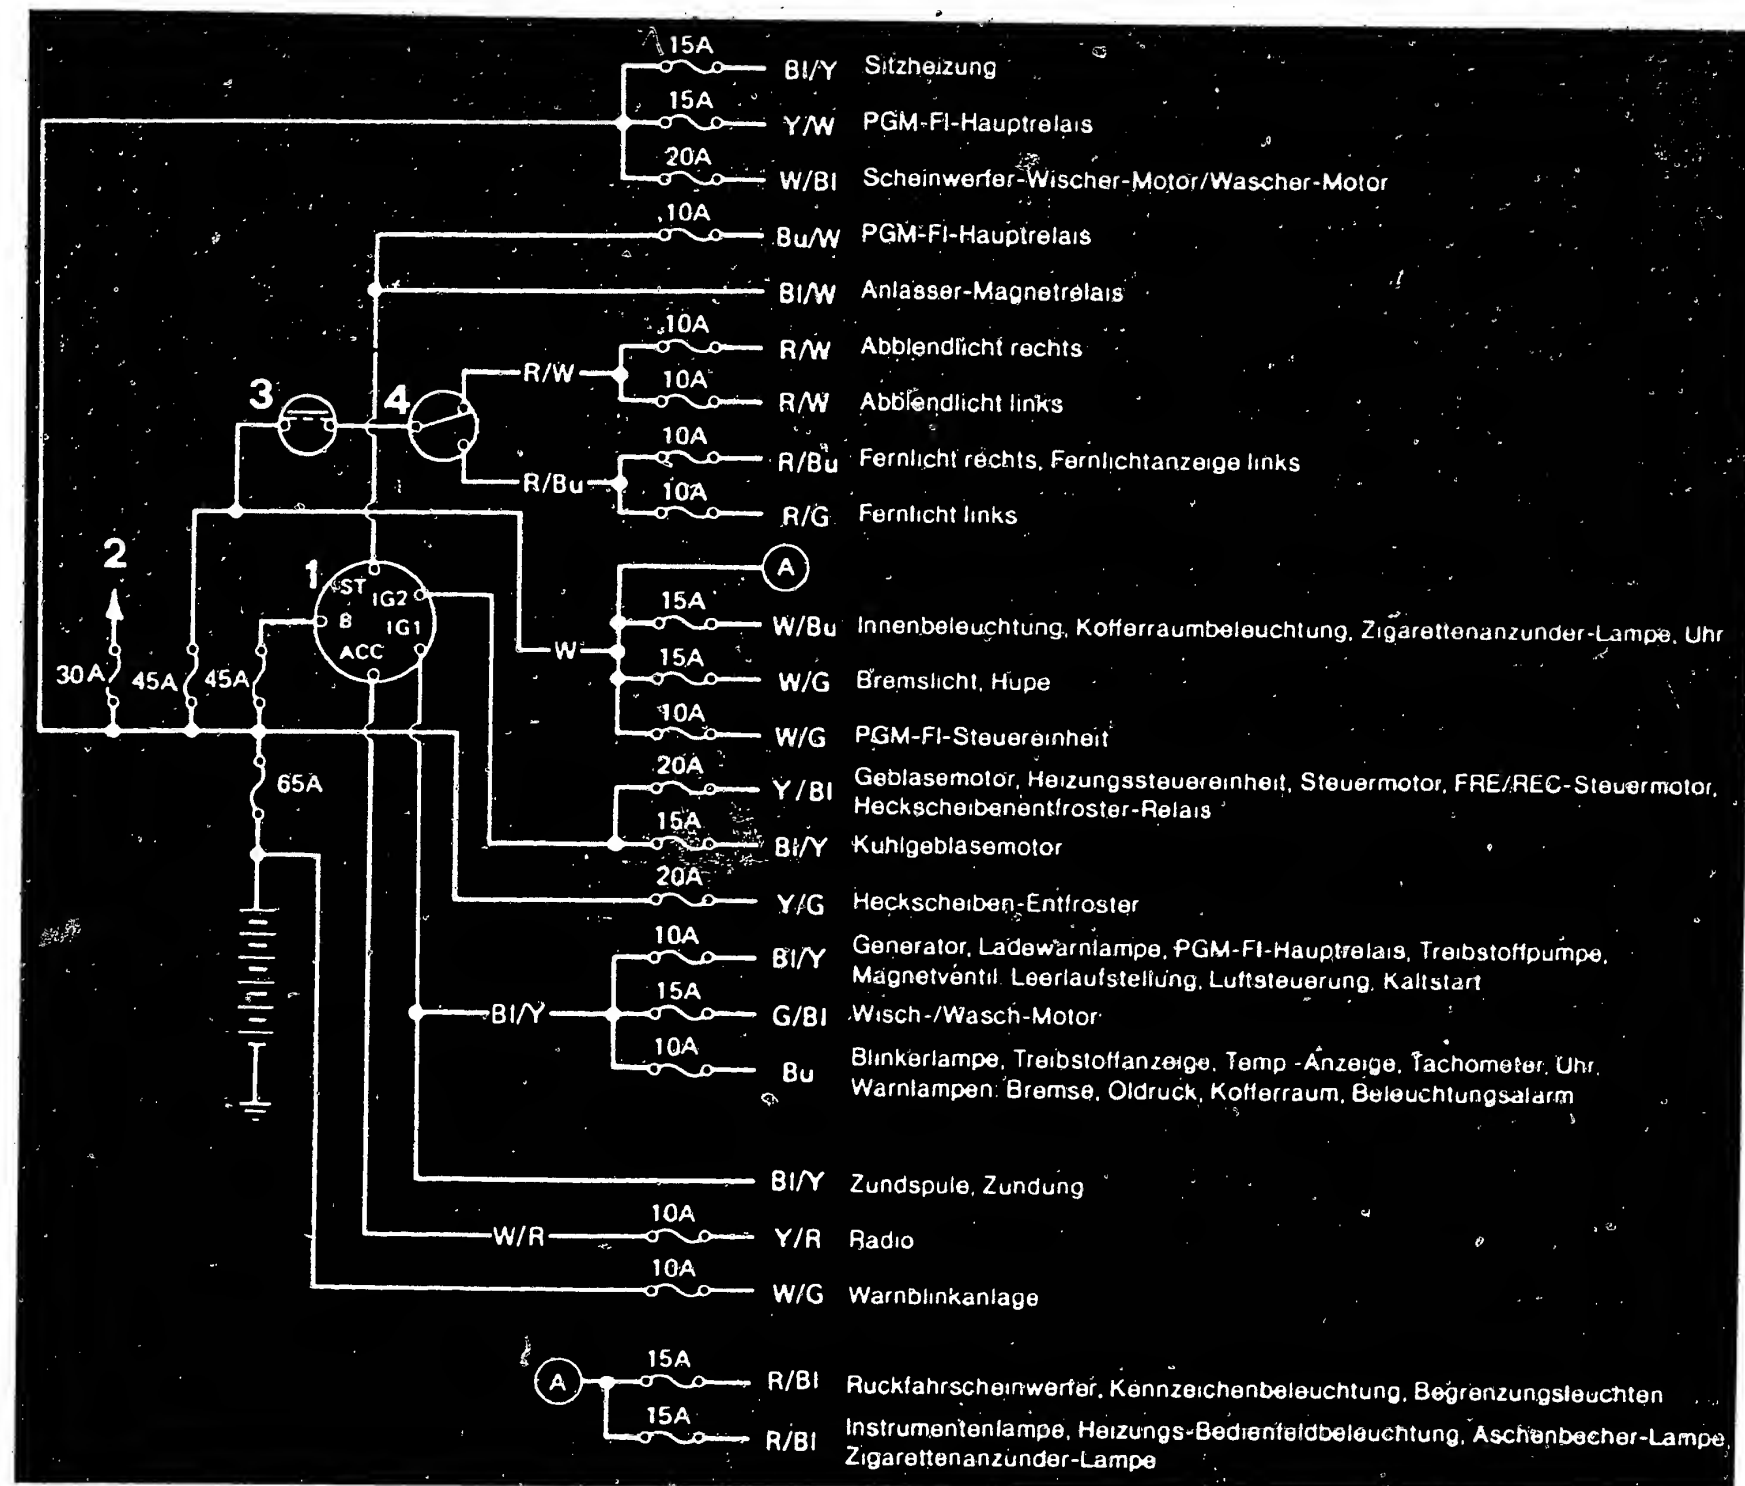 15A
Bl/Y Sitzheizung
15A
Y/W PGM-FI-Hauptrelais
20A
W/Bl Scheinwerfer-Wischer-Motor/Wascher-Motor
10A
Bu/W PGM-FI-Hauptrelais
Bl/W Anlasser-Magnetrelais
10A
R/W Abblendlicht rechts
R/W
10A
R/W Abblendlicht links
3
4
10A
R/Bu Fernlicht rechts, Fernlichtanzeige links
R/Bu
10A
R/G Fernlicht links
2
1
A
ST
IG2
B
IG1
ACC
15A
W/Bu Innenbeleuchtung, Kofferraumbeleuchtung, Zigarettenanzunder-Lampe, Uhr
W
15A
W/G Bremslicht, Hupe
30A
45A
45A
10A
W/G PGM-FI-Steuereinheit
65A
20A
Y/Bl Geblasemotor, Heizungssteuereinheit, Steuermotor, FRE/REC-Steuermotor,
Heckscheibenentfroster-Relais
15A
Bl/Y Kuhlgeblasemotor
20A
Y/G Heckscheiben-Entfroster
10A
Bl/Y Generator, Ladewarnlampe, PGM-FI-Hauptrelais, Treibstoffpumpe,
Magnetventil Leerlaufstellung, Luftsteuerung, Kaltstart
Bl/Y
15A
G/Bl Wisch-/Wasch-Motor
10A
Bu Blinkerlampe, Treibstoffanzeige, Temp -Anzeige, Tachometer, Uhr,
Warnlampen: Bremse, Oldruck, Kofferraum, Beleuchtungsalarm
Bl/Y Zundspule, Zundung
W/R
10A
Y/R Radio
10A
W/G Warnblinkanlage
A
15A
R/Bl Ruckfahrscheinwerfer, Kennzeichenbeleuchtung, Begrenzungsleuchten
15A
R/Bl Instrumentenlampe, Heizungs-Bedienfeldbeleuchtung, Aschenbecher-Lampe,
Zigarettenanzunder-Lampe